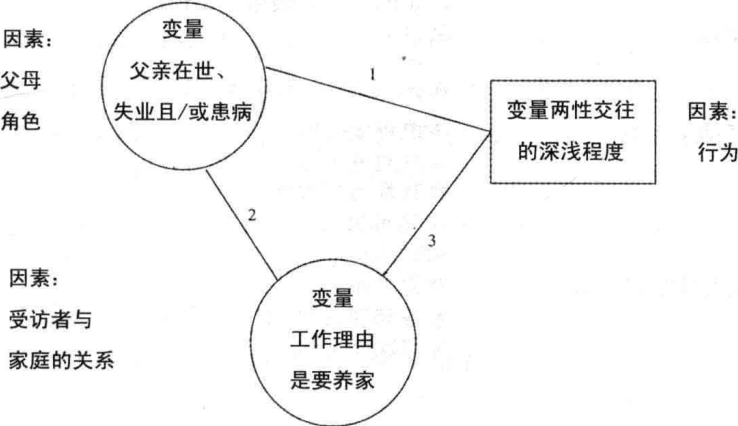 因素：
父母
角色
变量
父亲在世、
失业且/或患病
1
变量两性交往
的深浅程度
因素：
行为
2
3
因素：
受访者与
家庭的关系
变量
工作理由
是要养家